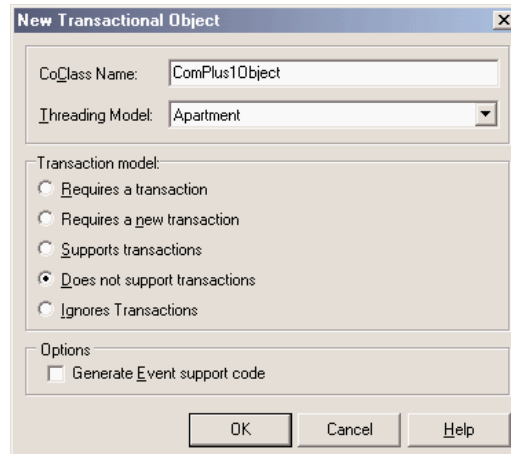 New Transactional Object
CoClass Name: ComPlus1Object
Threading Model: Apartment
Transaction model:
Requires a transaction
Requires a new transaction
Supports transactions
Does not support transactions
Ignores Transactions
Options
Generate Event support code
OK Cancel Help